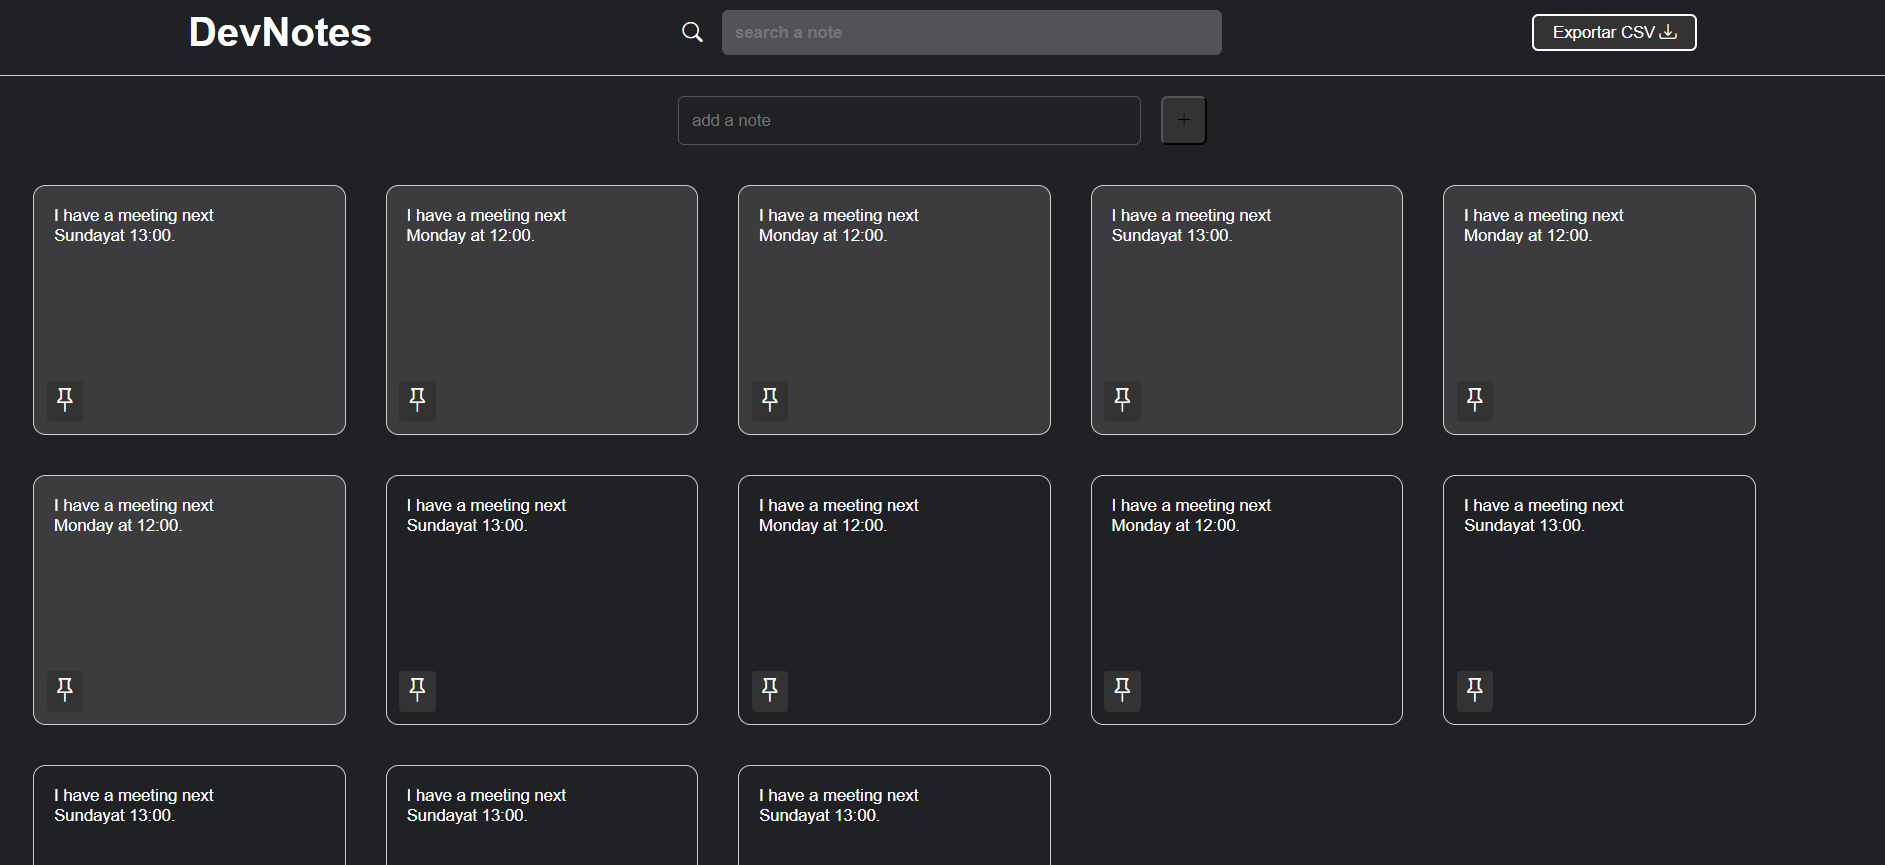 DevNotes
search a note
Exportar CSV
add a note
+
I have a meeting next
Sundayat 13:00.
I have a meeting next
Monday at 12:00.
I have a meeting next
Monday at 12:00.
I have a meeting next
Sundayat 13:00.
I have a meeting next
Monday at 12:00.
I have a meeting next
Monday at 12:00.
I have a meeting next
Sundayat 13:00.
I have a meeting next
Monday at 12:00.
I have a meeting next
Monday at 12:00.
I have a meeting next
Sundayat 13:00.
I have a meeting next
Sundayat 13:00.
I have a meeting next
Sundayat 13:00.
I have a meeting next
Sundayat 13:00.